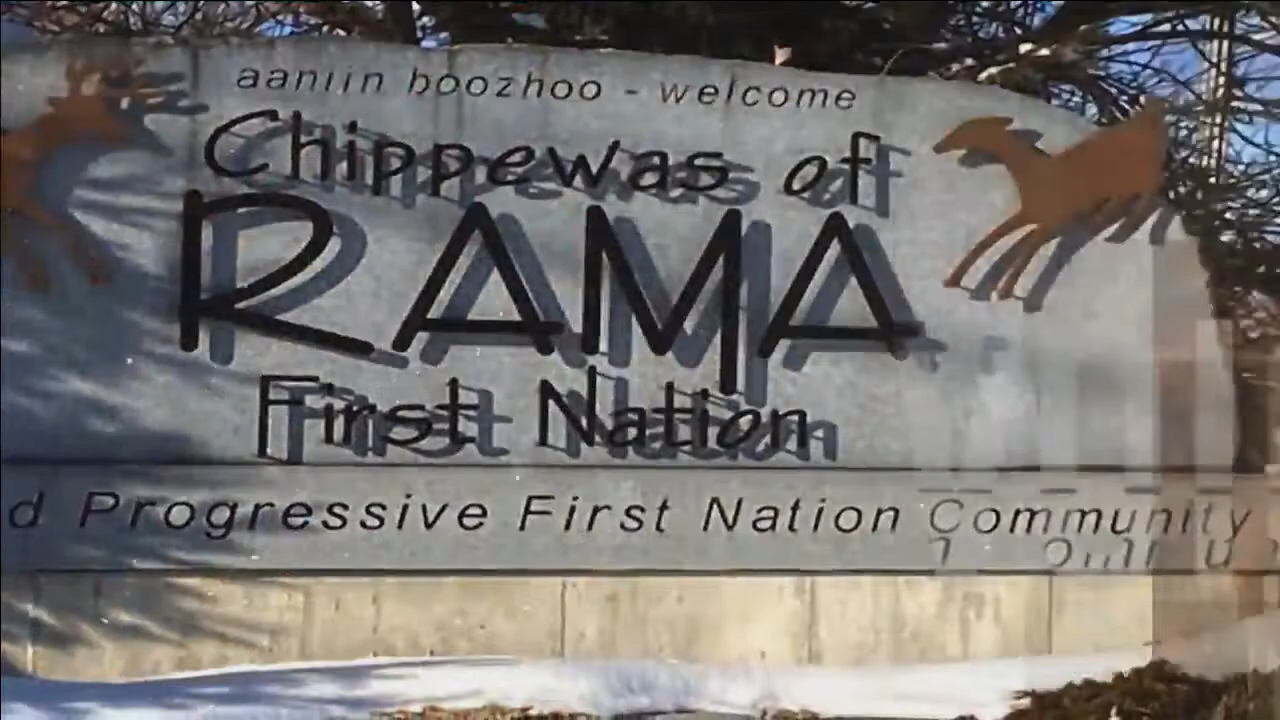 aaniin boozhoo - welcome
Chippewas of
RAMA
First Nation
d Progressive First Nation Community